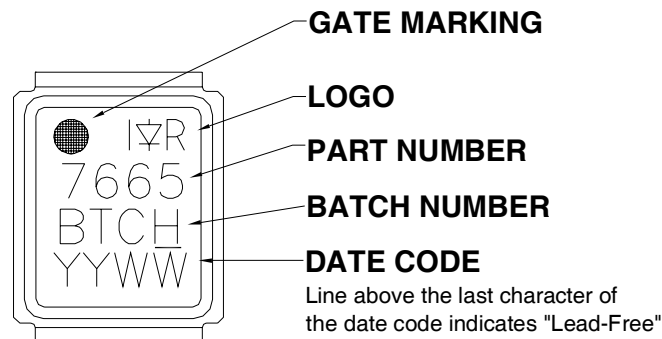 GATE MARKING
LOGO
I R
PART NUMBER
7665
BATCH NUMBER
BTCH
DATE CODE
YYWW
Line above the last character of
the date code indicates "Lead-Free"